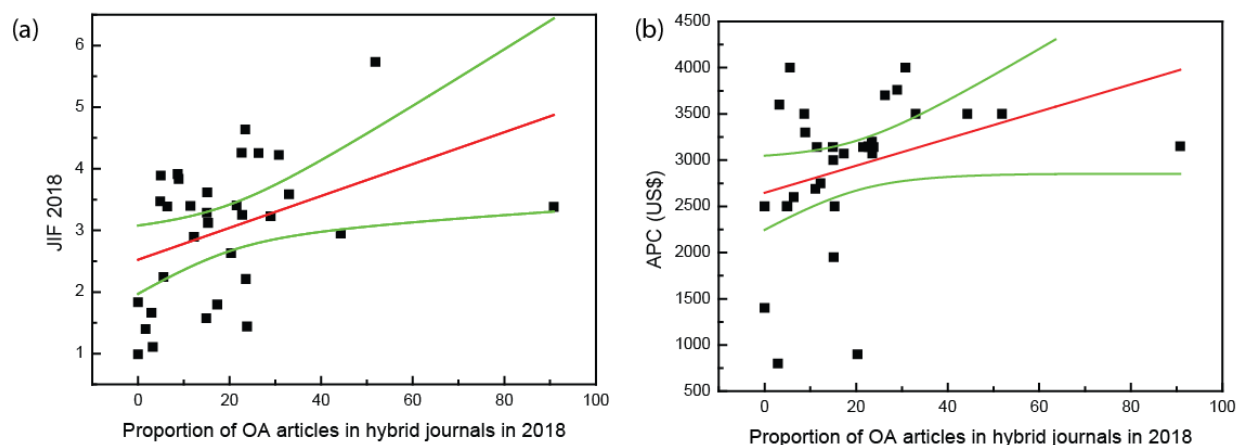 (a)
6
5
4
3
2
1
JIF 2018
0 20 40 60 80 100
Proportion of OA articles in hybrid journals in 2018
(b)
4500
4000
3500
3000
2500
2000
1500
1000
500
APC (US$)
0 20 40 60 80 100
Proportion of OA articles in hybrid journals in 2018